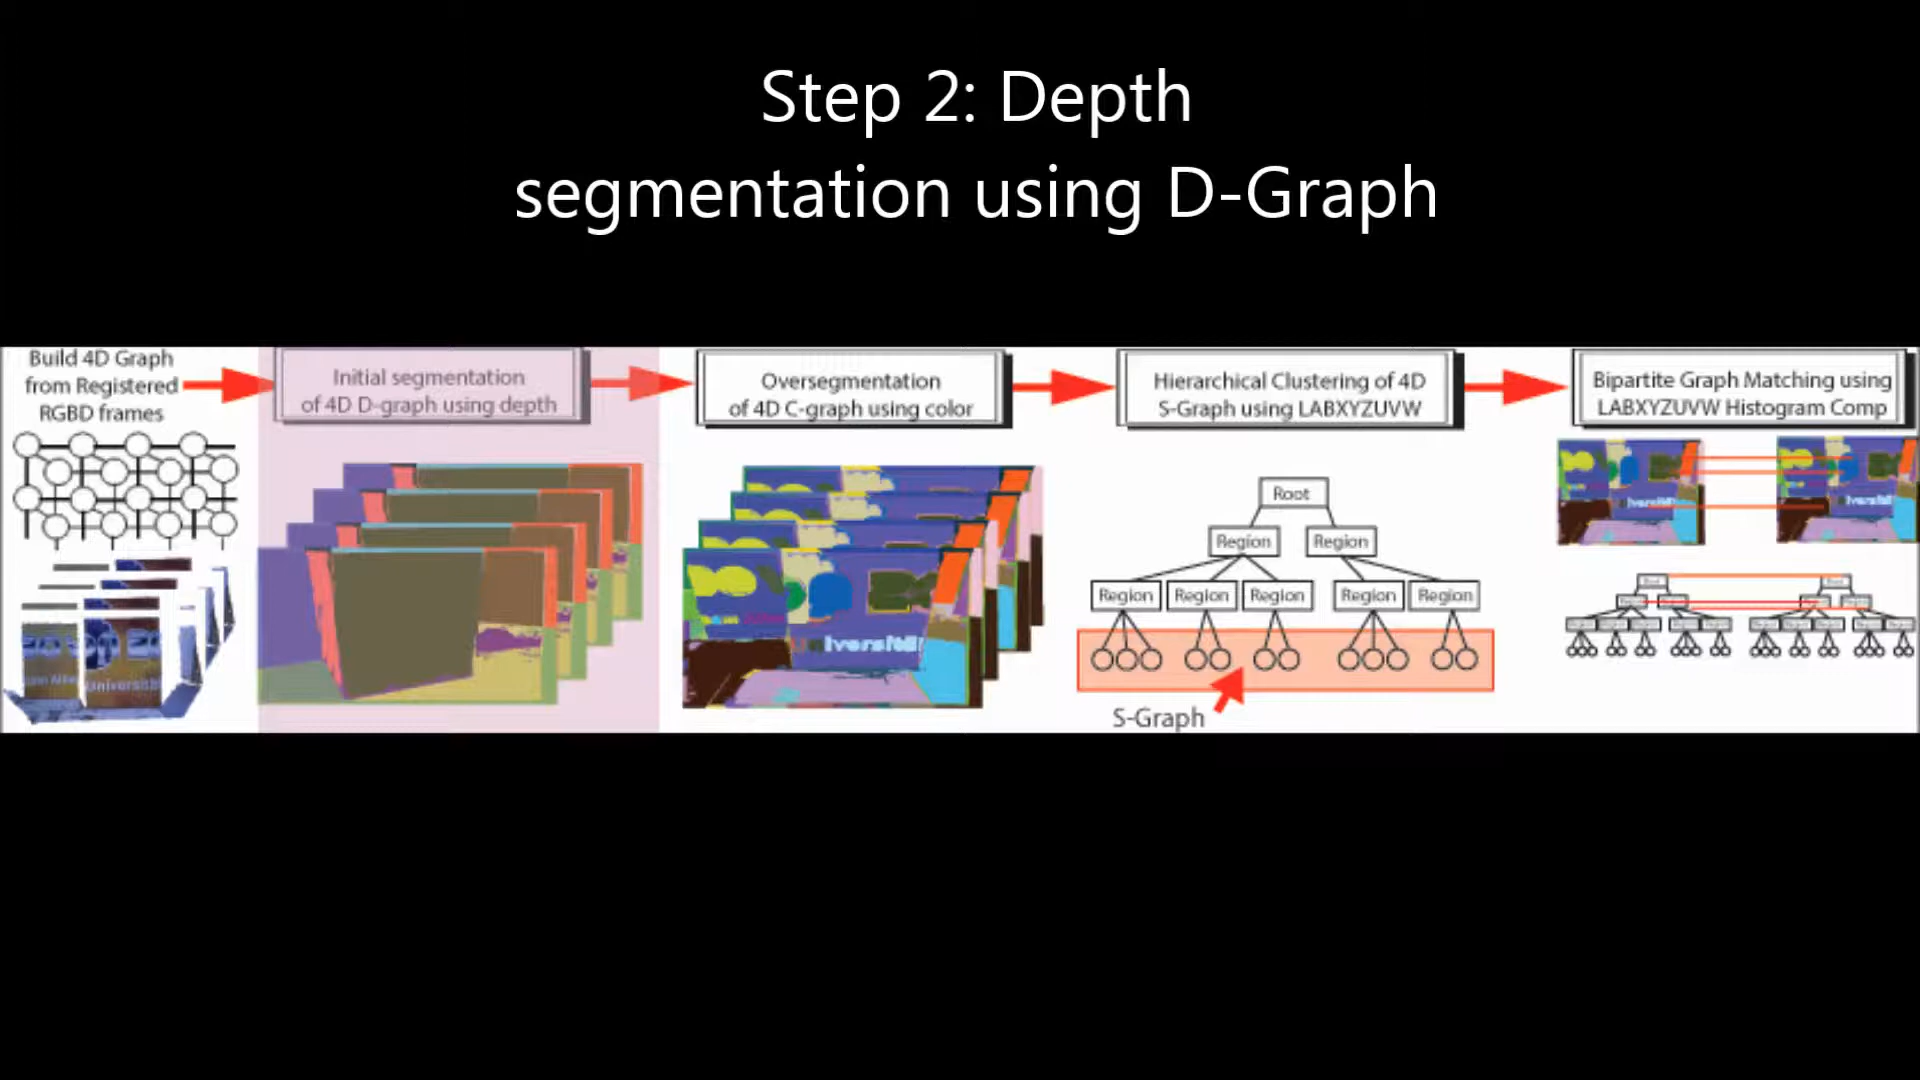 Step 2: Depth
segmentation using D-Graph
Build 4D Graph
from Registered
RGBD frames
Initial segmentation
of 4D D-graph using depth
Oversegmentation
of 4D C-graph using color
Hierarchical Clustering of 4D
S-Graph using LABXYZUVW
Bipartite Graph Matching using
LABXYZUVW Histogram Comp
Root
Region Region
Region Region Region Region Region
S-Graph
Universit
iversit